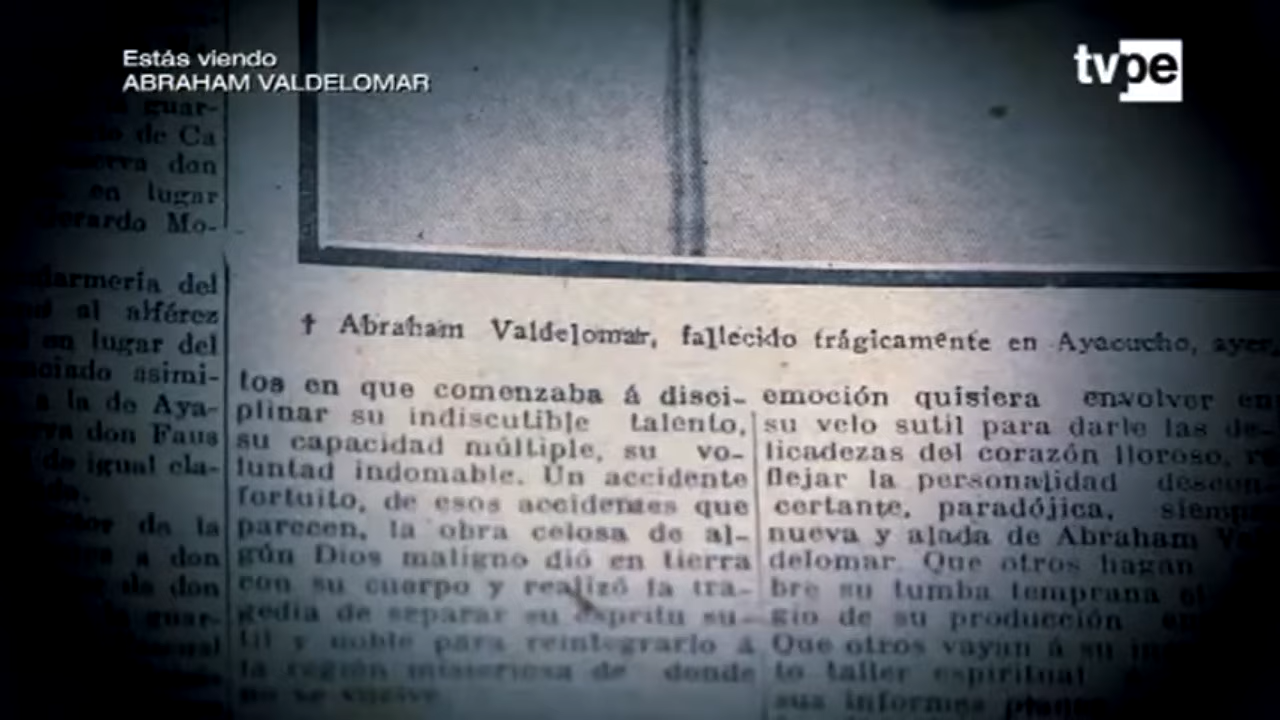 Estás viendo
ABRAHAM VALDELOMAR
tvpe
guar-
de Ca
don
en lugar
Mo-
del
al alférez
en lugar del
asimi-
a la de Aya-
don Faus
de igual cla-
de la
a don
de don
guar-
† Abraham Valdelomar, fallecido trágicamente en Ayacucho, ayer,
tos en que comenzaba á disci-
plinar su indiscutible talento,
su capacidad múltiple, su vo-
luntad indomable. Un accidente
fortuito, de esos accidentes que
parecen, la obra celosa de al-
gún Dios maligno dió en tierra
con su cuerpo y realizó la tra-
gedia de separar su espritu su-
til y noble para reintegrarlo á
la región misteriosa de donde
no se vuelve
emoción quisiera envolver en
su velo sutil para darle las de-
licadezas del corazón lloroso,
flejar la personalidad descon-
certante, paradójica,
nueva y alada de Abraham
delomar. Que otros hagan
bre su tumba temprana
gio de su producción
Que otros vayan á su
to taller espiritual
sus informes